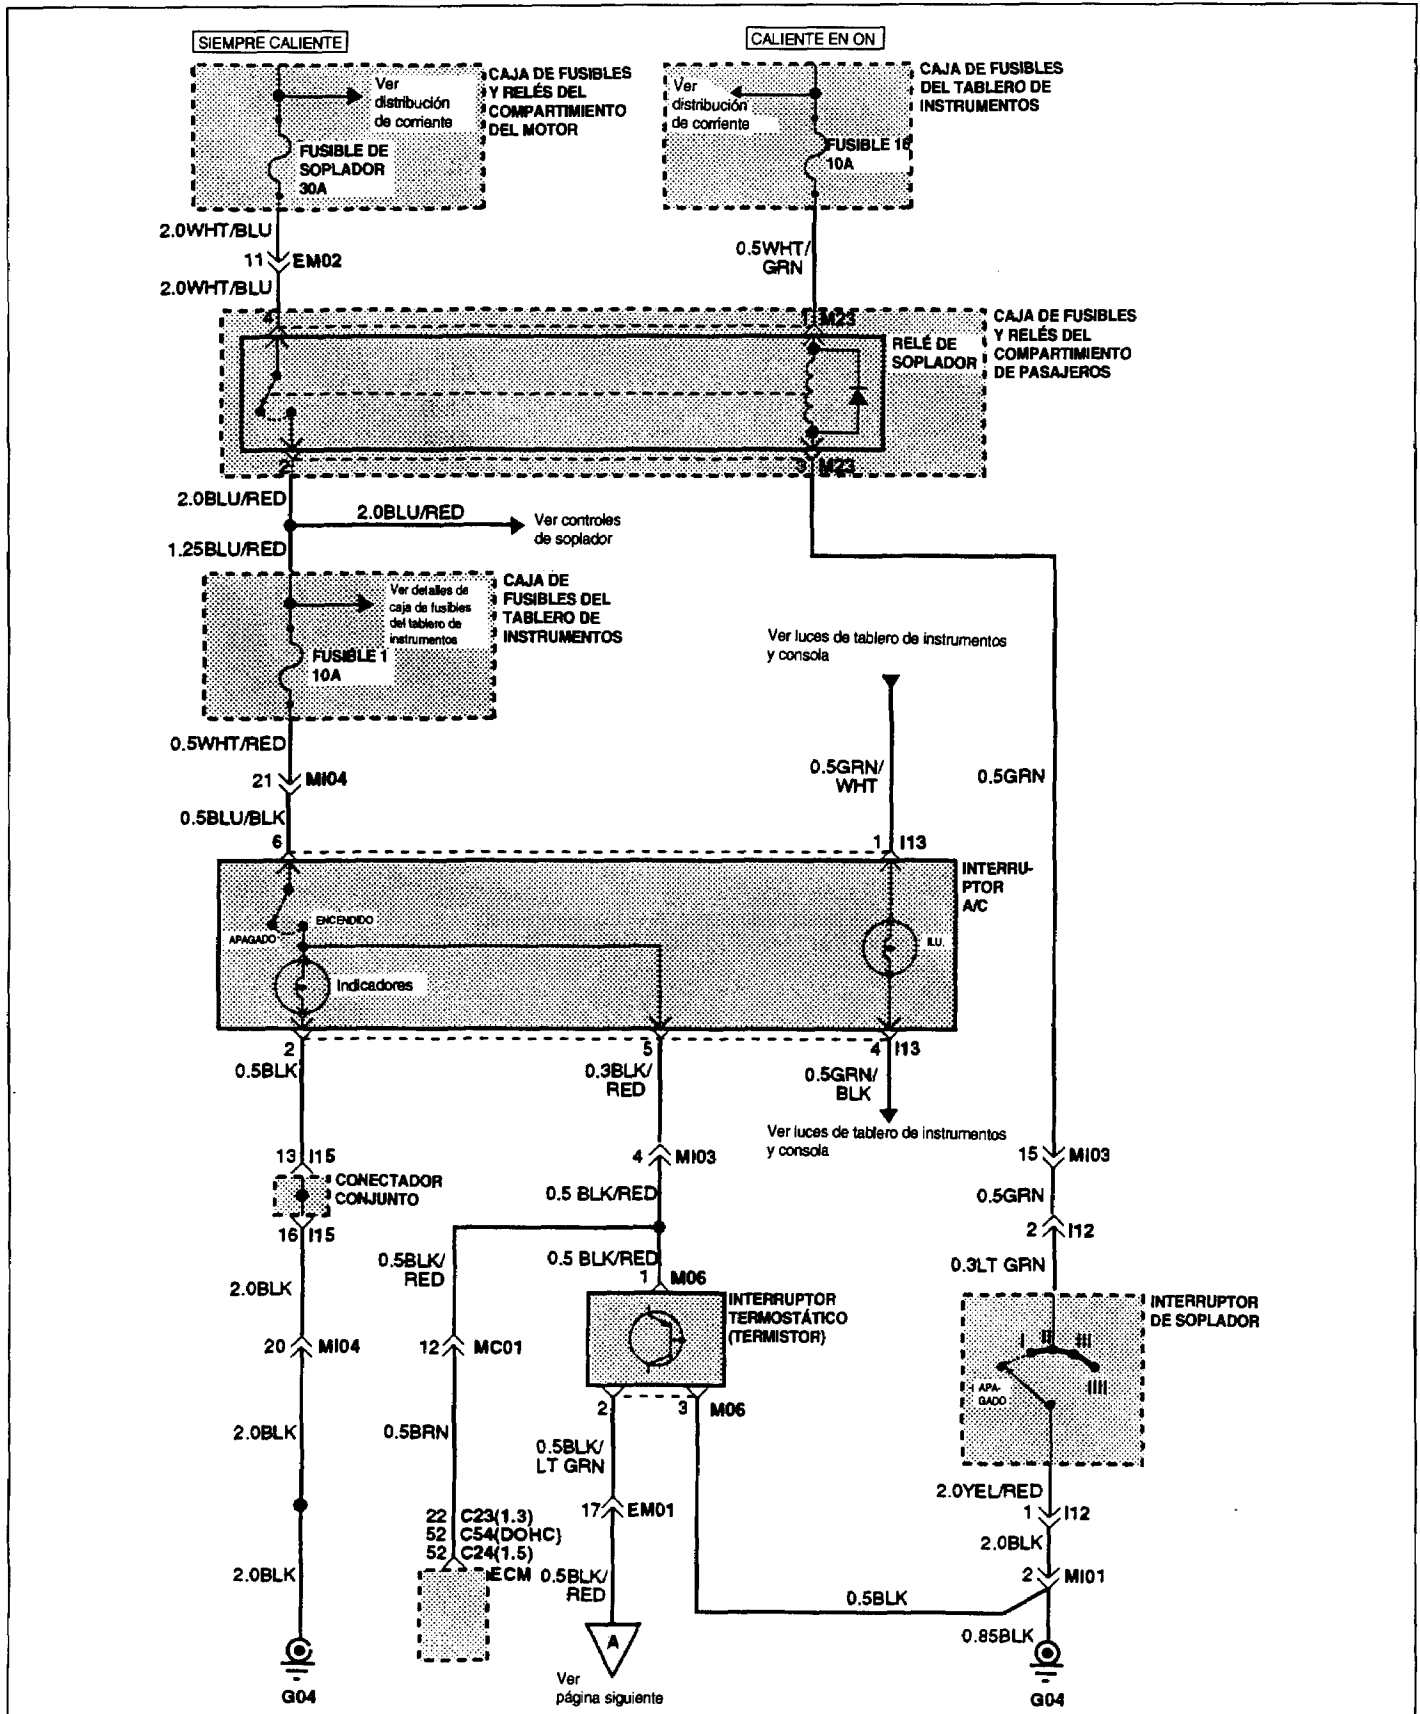 SIEMPRE CALIENTE
CALIENTE EN ON
Ver
distribución
de corriente
CAJA DE FUSIBLES
Y RELÉS DEL
COMPARTIMIENTO
DEL MOTOR
FUSIBLE DE
SOPLADOR
30A
Ver
distribución
de corriente
CAJA DE FUSIBLES
DEL TABLERO DE
INSTRUMENTOS
FUSIBLE 16
10A
2.0WHT/BLU
11
EM02
2.0WHT/BLU
0.5WHT/
GRN
4
1
M23
CAJA DE FUSIBLES
Y RELÉS DEL
COMPARTIMIENTO
DE PASAJEROS
RELÉ DE
SOPLADOR
2
3
M23
2.0BLU/RED
2.0BLU/RED
Ver controles
de soplador
1.25BLU/RED
Ver detalles de
caja de fusibles
del tablero de
instrumentos
CAJA DE
FUSIBLES DEL
TABLERO DE
INSTRUMENTOS
FUSIBLE 1
10A
Ver luces de tablero de instrumentos
y consola
0.5WHT/RED
21
MI04
0.5BLU/BLK
0.5GRN/
WHT
0.5GRN
6
1
I13
INTERRU-
PTOR
A/C
ENCENDIDO
APAGADO
ILU.
Indicadores
2
5
4
I13
0.5BLK
0.3BLK/
RED
0.5GRN/
BLK
Ver luces de tablero de instrumentos
y consola
13
I15
CONECTADOR
CONJUNTO
16
I15
4
MI03
15
MI03
0.5 BLK/RED
0.5GRN
2
I12
0.5BLK/
RED
0.5 BLK/RED
0.3LT GRN
2.0BLK
1
M06
INTERRUPTOR
TERMOSTÁTICO
(TERMISTOR)
INTERRUPTOR
DE SOPLADOR
I
II
III
IIII
APA-
GADO
20
MI04
12
MC01
2
3
M06
2.0BLK
0.5BRN
0.5BLK/
LT GRN
2.0YEL/RED
17
EM01
1
I12
2.0BLK
22 C23(1.3)
52 C54(DOHC)
52 C24(1.5)
ECM
2.0BLK
0.5BLK/
RED
2
MI01
0.5BLK
0.85BLK
A
Ver
página siguiente
G04
G04